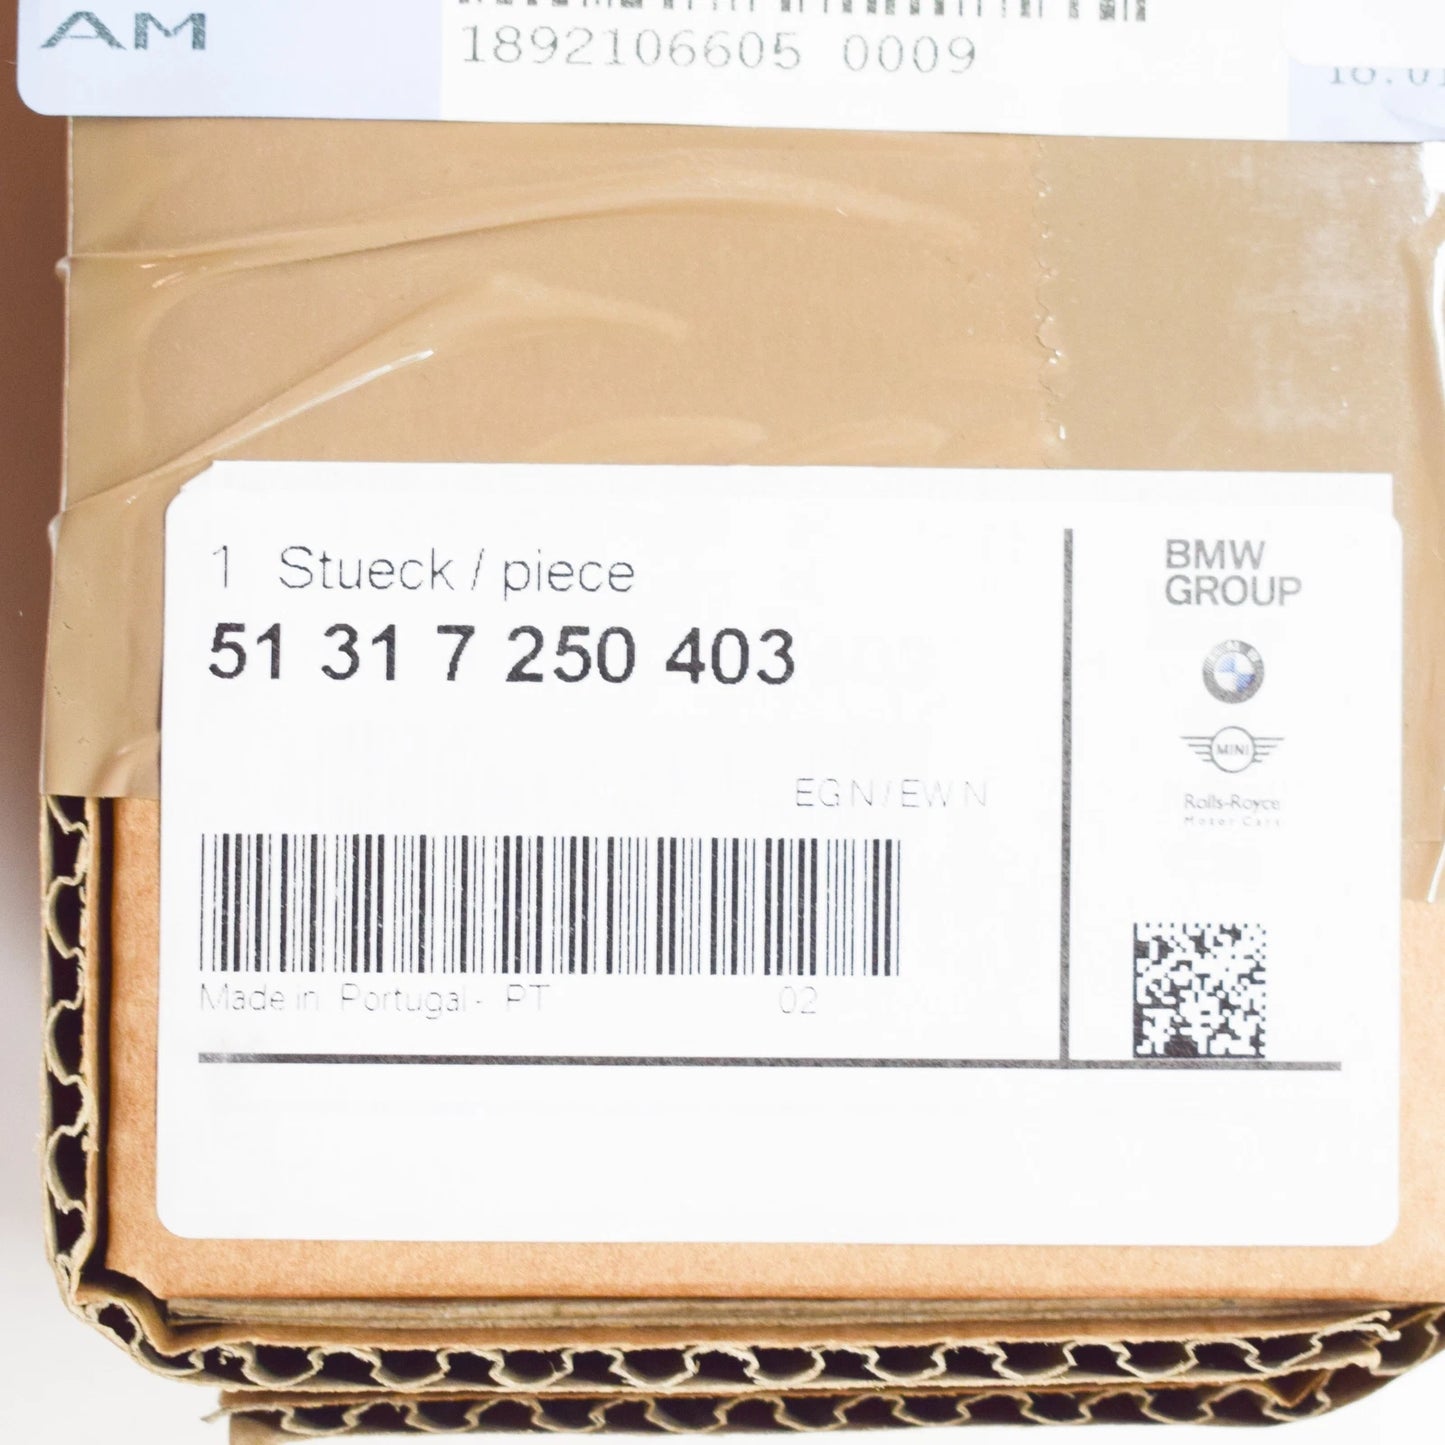 AM
1892106605 0009
1 Stueck / piece
51 31 7 250 403
EGN/EWN
Made in Portugal - PT 02
BMW
GROUP
MINI
Rolls-Royce
Motor Cars